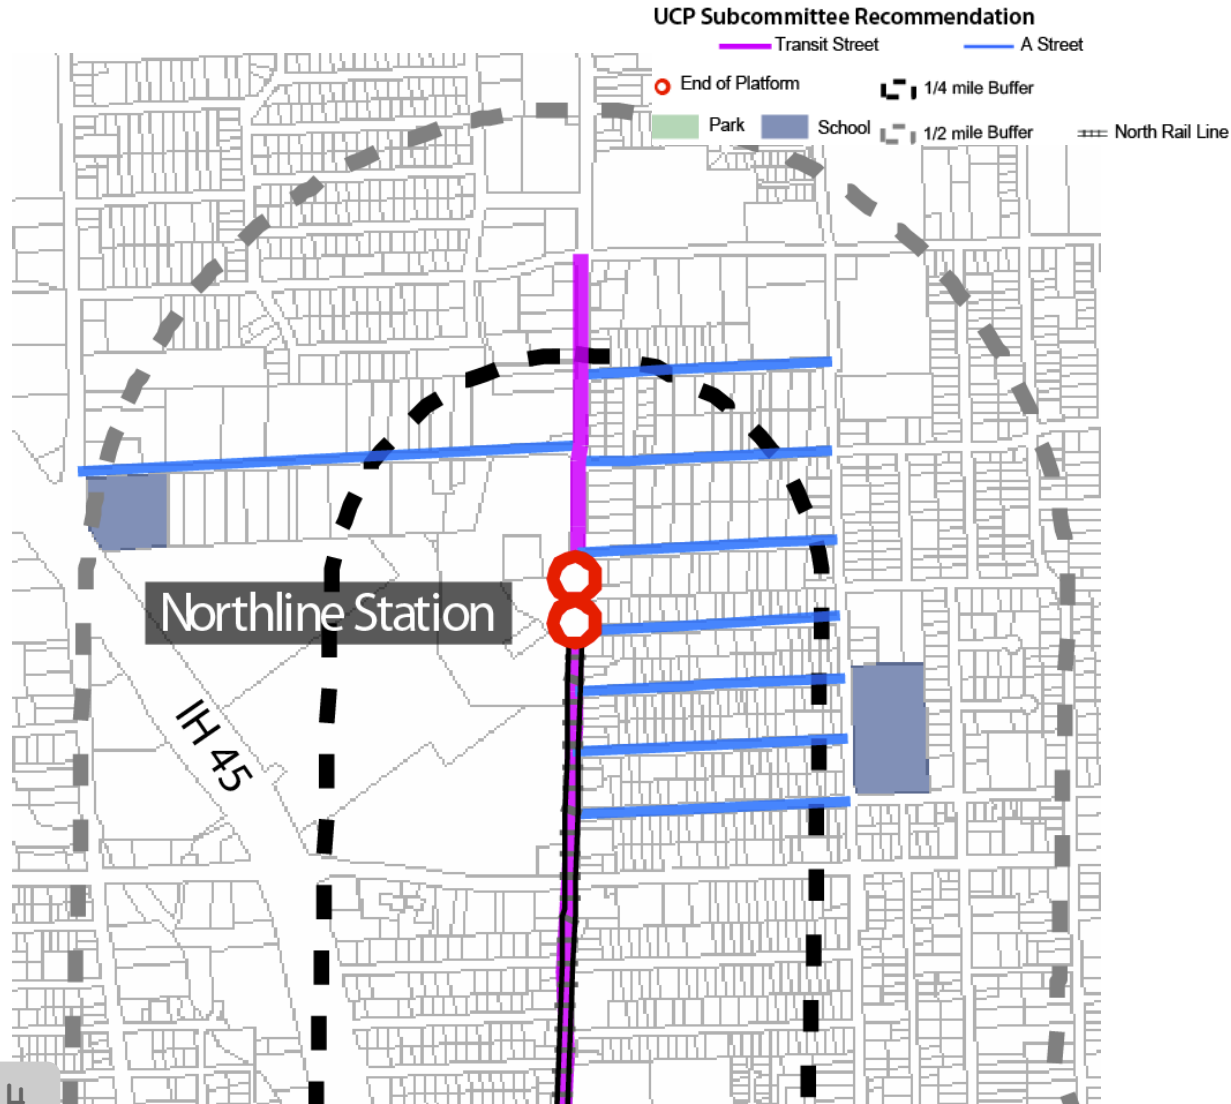 UCP Subcommittee Recommendation
Transit Street
A Street
End of Platform
1/4 mile Buffer
Park
School
1/2 mile Buffer
North Rail Line
Northline Station
IH 45